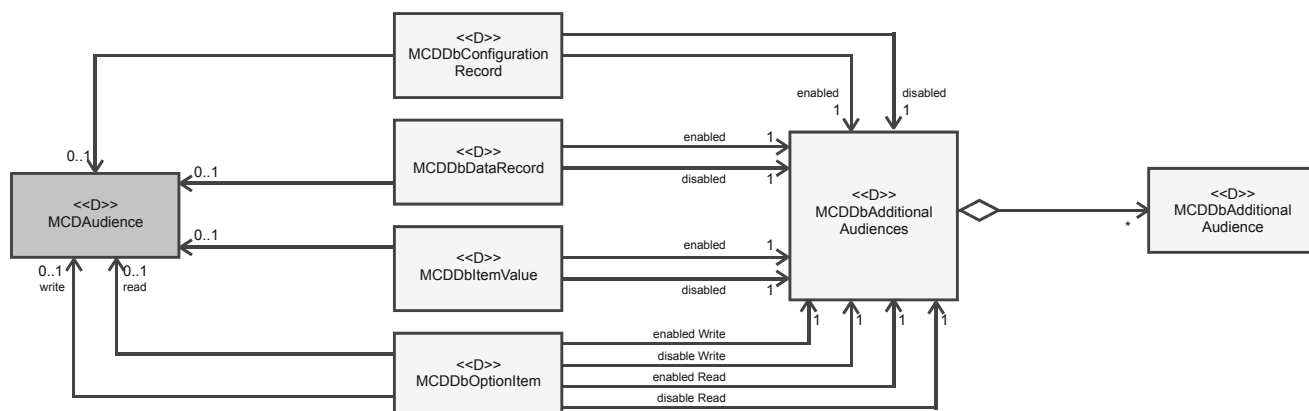 <<D>>
MCDDbConfiguration
Record
enabled
1
disabled
1
0..1
<<D>>
MCDAudience
0..1
<<D>>
MCDDbDataRecord
enabled
1
disabled
1
<<D>>
MCDDbAdditional
Audiences
*
<<D>>
MCDDbAdditional
Audience
0..1
<<D>>
MCDDbItemValue
enabled
1
disabled
1
0..1
write
0..1
read
<<D>>
MCDDbOptionItem
enabled Write
1
disable Write
1
enabled Read
1
disable Read
1